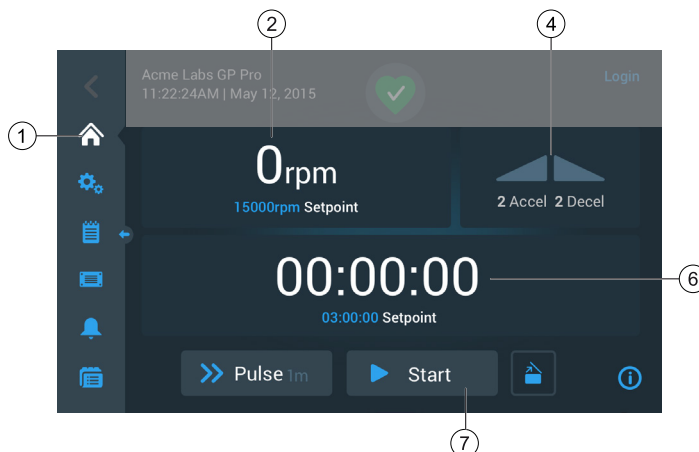 2
4
Acme Labs GP Pro
Login
11:22:24AM | May 12, 2015
1
0rpm
15000rpm Setpoint
2 Accel 2 Decel
00:00:00
6
03:00:00 Setpoint
Pulse 1m
Start
7